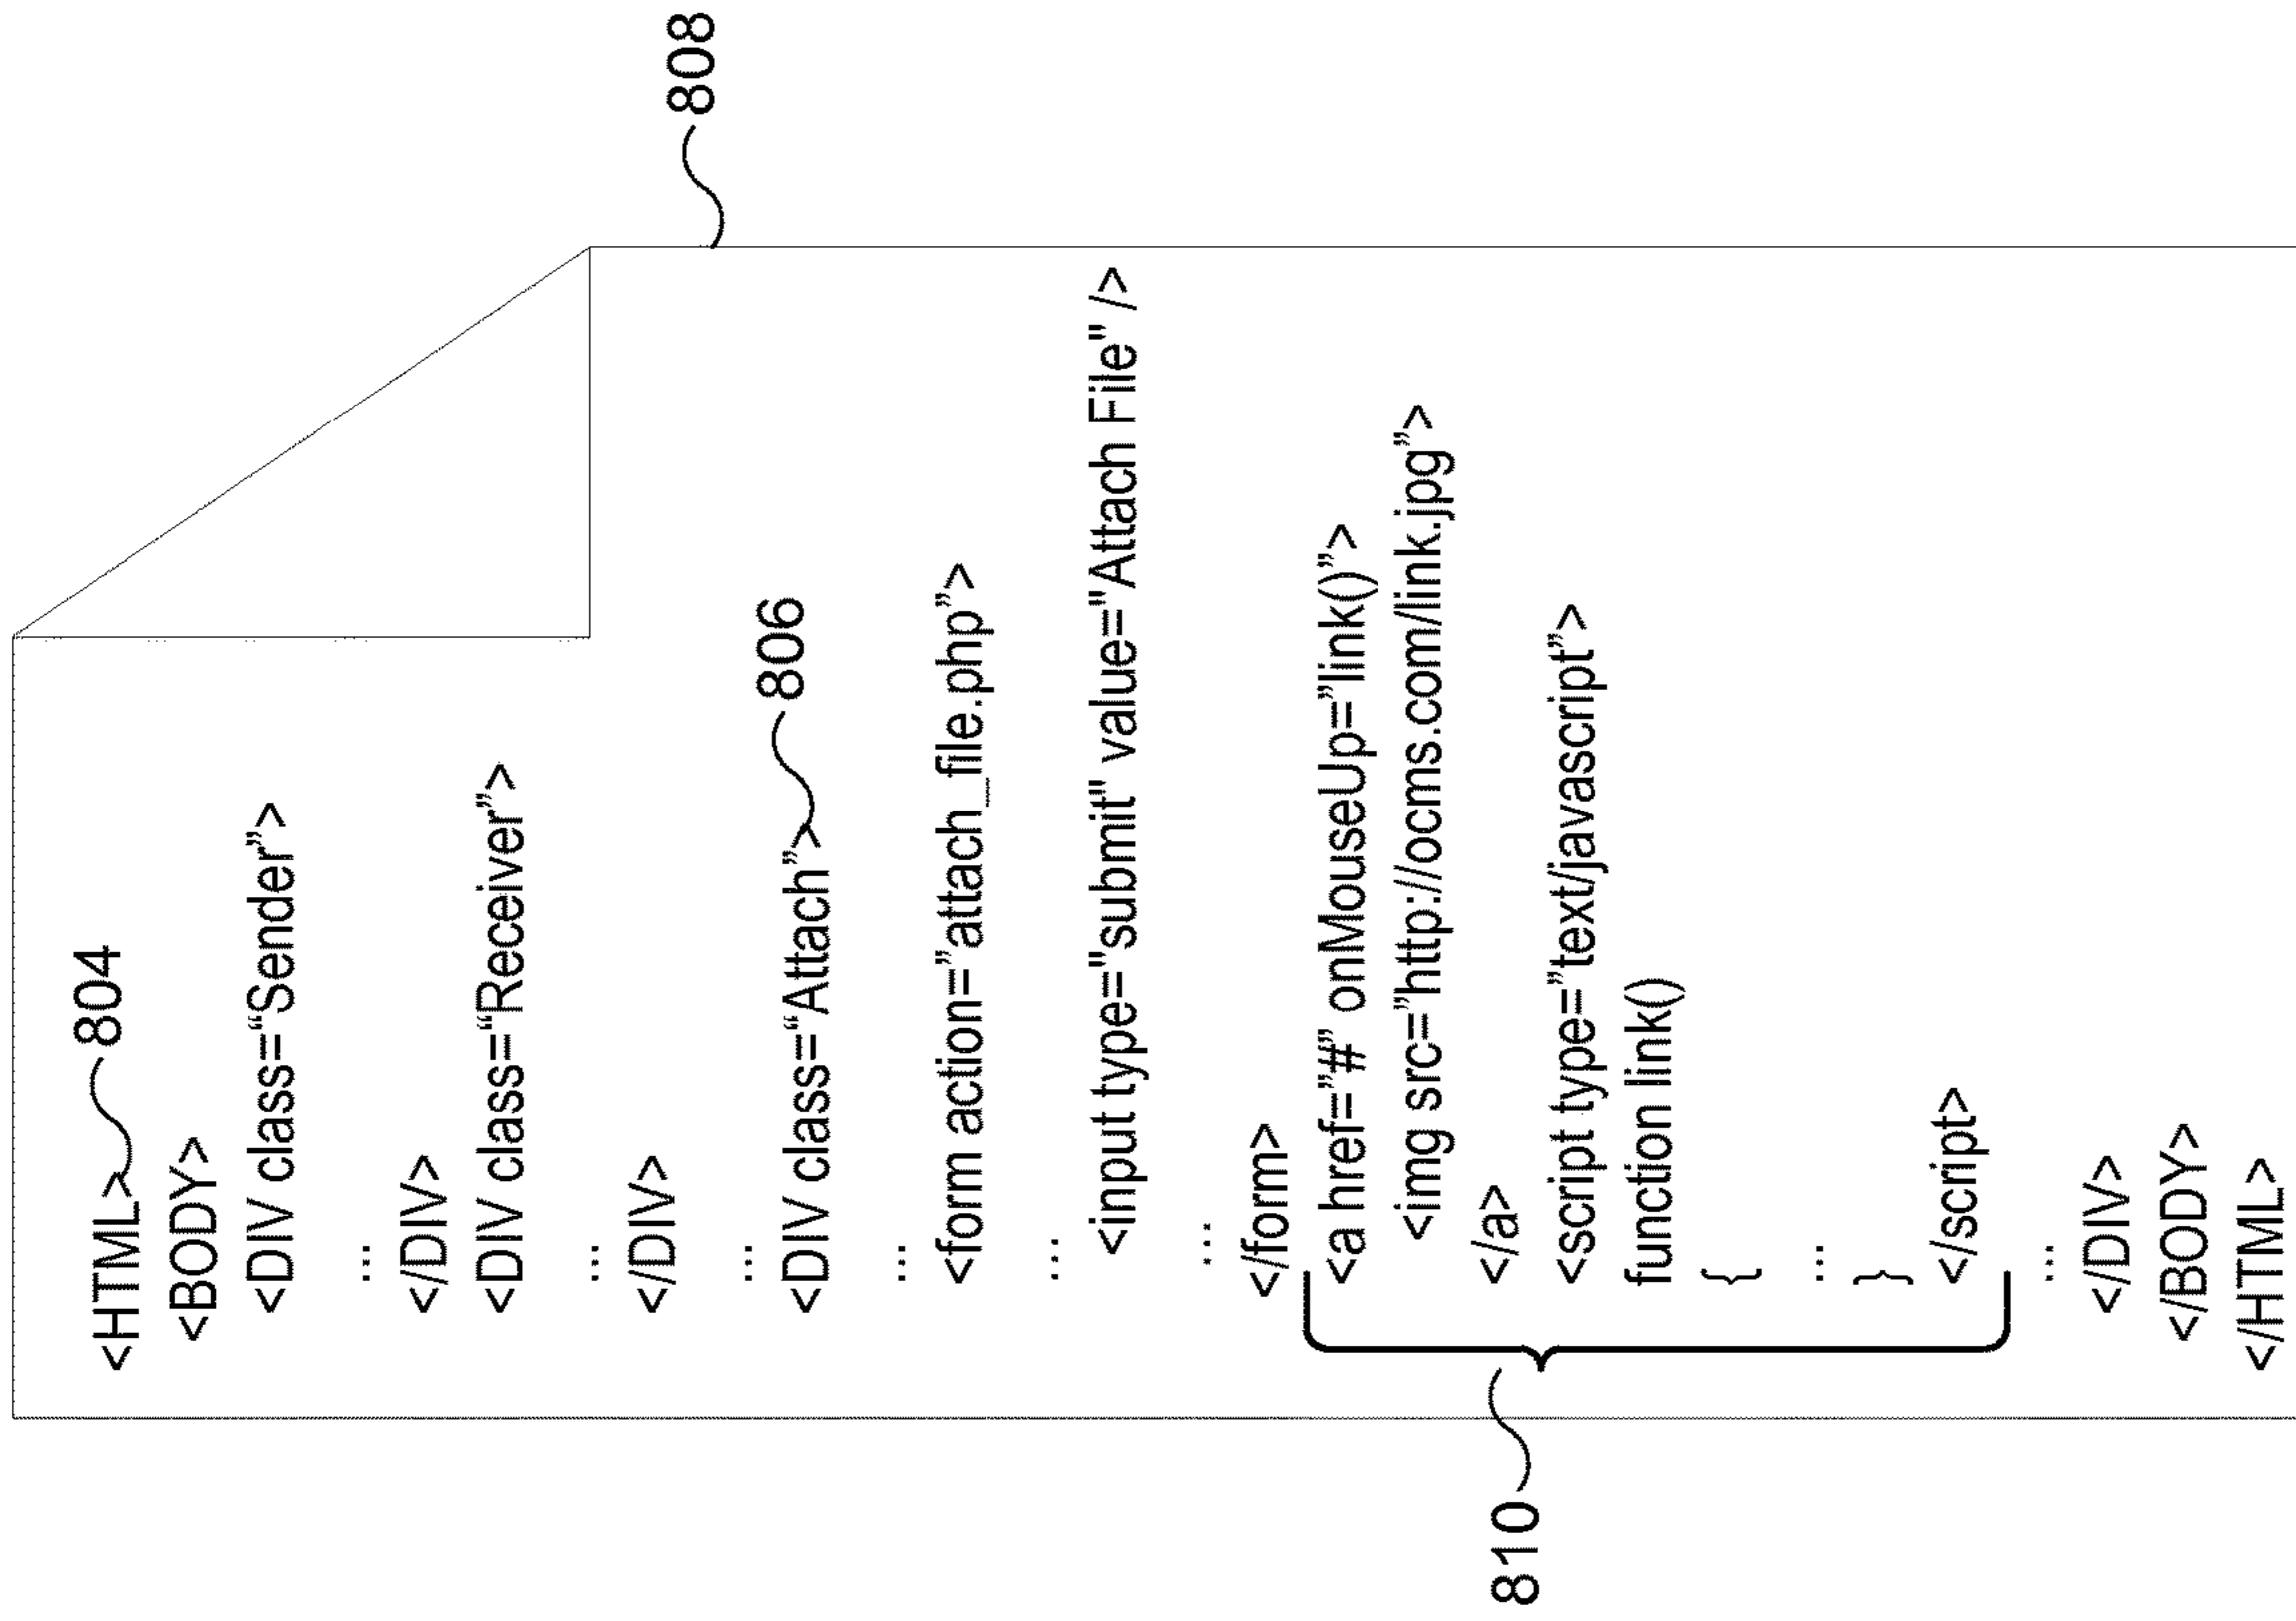 <HTML> 804
<BODY>
<DIV class=“Sender”>
...
</DIV>
<DIV class=“Receiver”>
...
</DIV>
...
<DIV class=“Attach”> 806
...
<form action=”attach_file.php”>
...
<input type="submit" value="Attach File" />
...
</form>
<a href=”#” onMouseUp=”link()”>
<img src=”http://ocms.com/link.jpg”>
</a>
<script type=”text/javascript”>
function link()
{
...
}
</script>
...
</DIV>
</BODY>
</HTML>
808
810